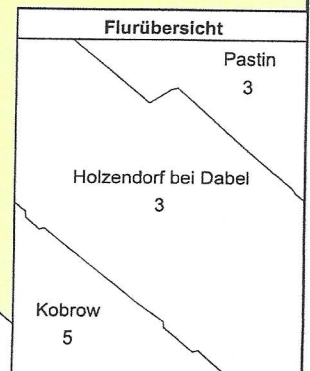 Flurübersicht
Pastin
3
Holzendorf bei Dabel
3
Kobrow
5